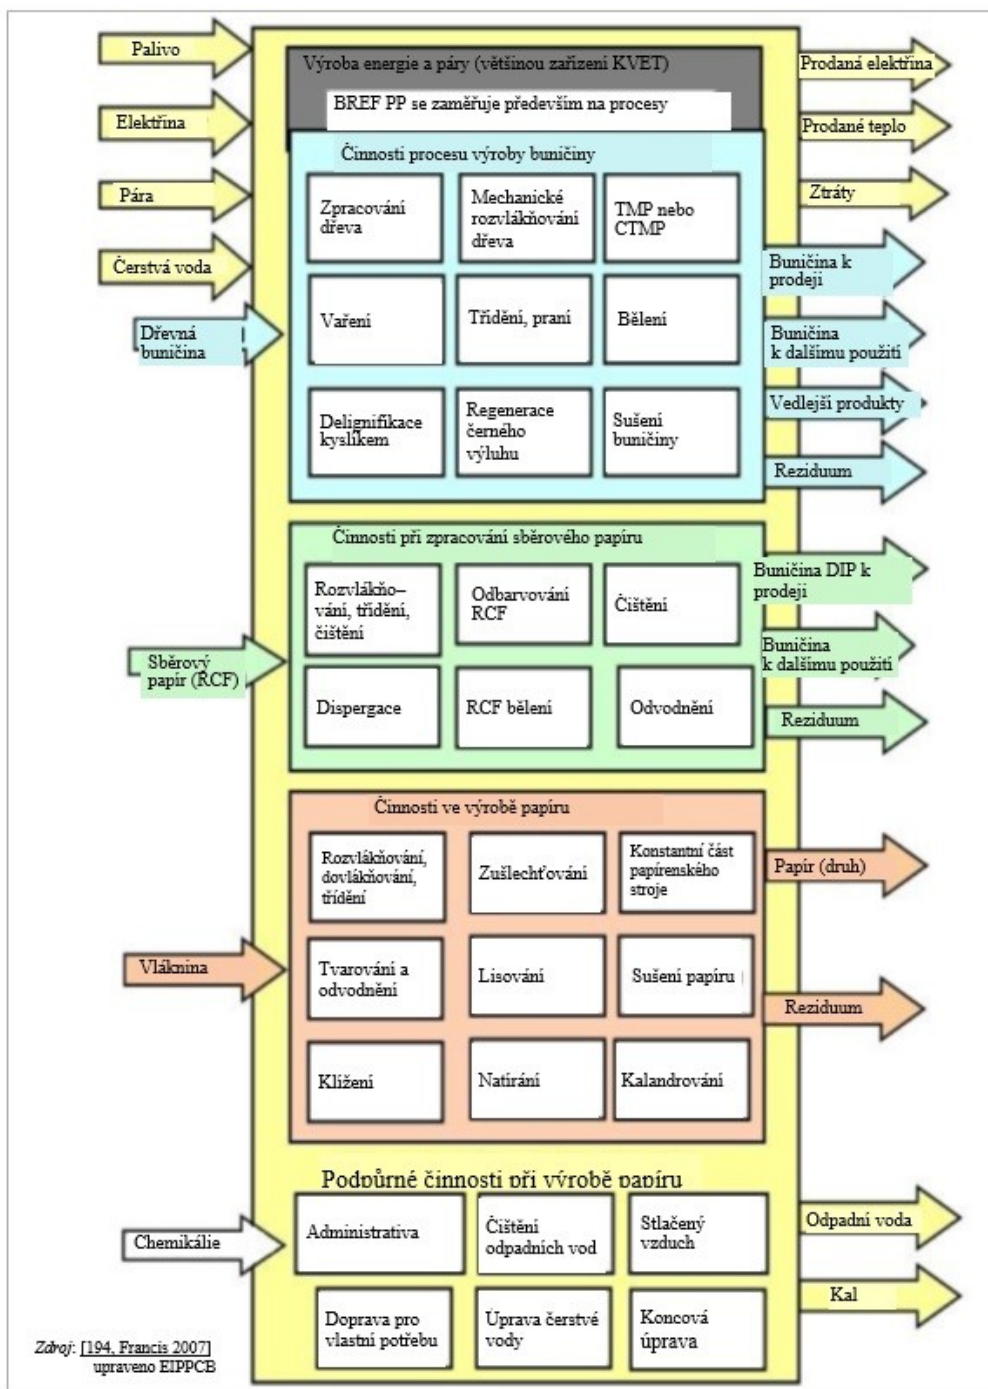 Palivo
Elektřina
Pára
Čerstvá voda
Dřevná
buničina
Sběrový
papír (RCF)
Vláknina
Chemikálie
Výroba energie a páry (většinou zařízení KVET)
BREF PP se zaměřuje především na procesy
Činnosti procesu výroby buničiny
Zpracování
dřeva
Mechanické
rozvlákňování
dřeva
TMP nebo
CTMP
Vaření
Třídění, praní
Bělení
Delignifikace
kyslíkem
Regenerace
černého
výluhu
Sušení
buničiny
Činnosti při zpracování sběrového papíru
Rozvlákňo–
vání, třídění,
čištění
Odbarvování
RCF
Čištění
Dispergace
RCF bělení
Odvodnění
Činnosti ve výrobě papíru
Rozvlákňování,
dovlákňování,
třídění
Zušlechťování
Konstantní část
papírenského
stroje
Tvarování a
odvodnění
Lisování
Sušení papíru
Klížení
Natírání
Kalandrování
Podpůrné činnosti při výrobě papíru
Administrativa
Čištění
odpadních vod
Stlačený
vzduch
Doprava pro
vlastní potřebu
Úprava čerstvé
vody
Koncová
úprava
Prodaná elektřina
Prodané teplo
Ztráty
Buničina k
prodeji
Buničina
k dalšímu použití
Vedlejší produkty
Reziduum
Buničina DIP k
prodeji
Buničina
k dalšímu použití
Reziduum
Papír (druh)
Reziduum
Odpadní voda
Kal
Zdroj: [194, Francis 2007]
upraveno EIPPCB